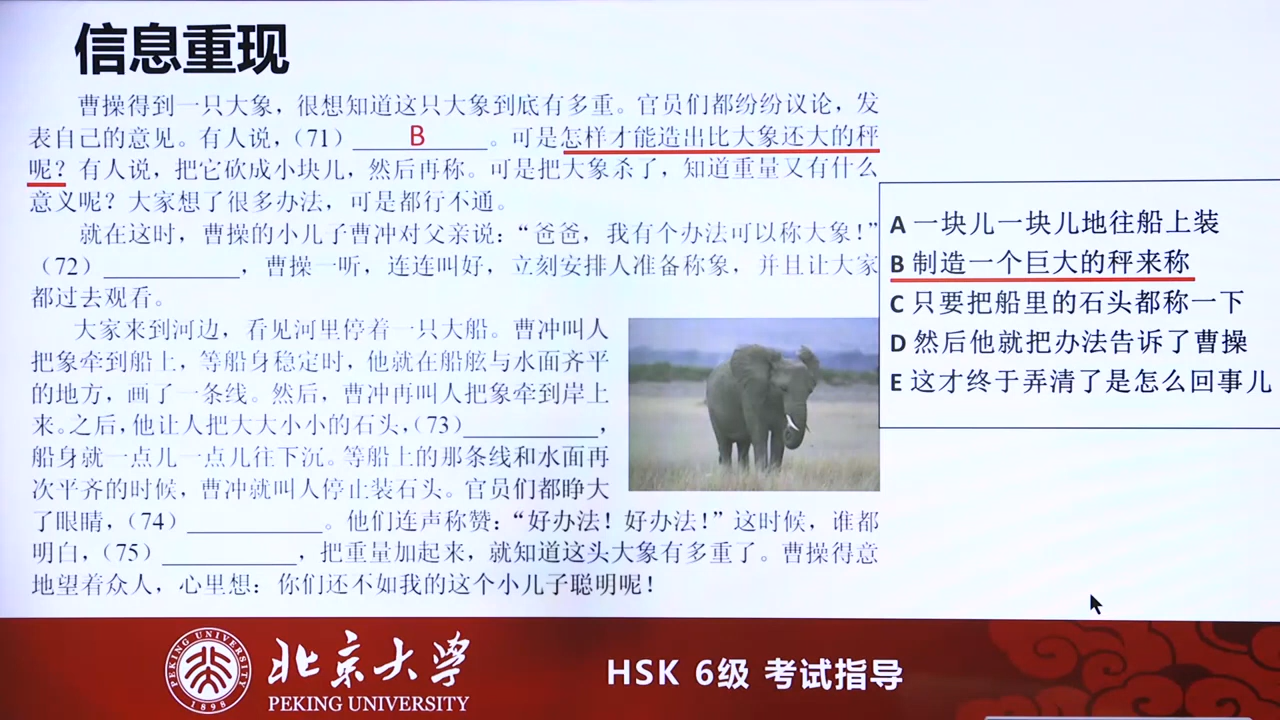 信息重现
曹操得到一只大象，很想知道这只大象到底有多重。官员们都纷纷议论，发
表自己的意见。有人说，（71）____B____。可是怎样才能造出比大象还大的秤
呢？有人说，把它砍成小块儿，然后再称。可是把大象杀了，知道重量又有什么
意义呢？大家想了很多办法，可是都行不通。
就在这时，曹操的小儿子曹冲对父亲说：“爸爸，我有个办法可以称大象！”
（72）__________，曹操一听，连连叫好，立刻安排人准备称象，并且让大家
都过去观看。
大家来到河边，看见河里停着一只大船。曹冲叫人
把象牵到船上，等船身稳定时，他就在船舷与水面齐平
的地方，画了一条线。然后，曹冲再叫人把象牵到岸上
来。之后，他让人把大大小小的石头，（73）__________，
船身就一点儿一点儿往下沉。等船上的那条线和水面再
次平齐的时候，曹冲就叫人停止装石头。官员们都睁大
了眼睛，（74）__________。他们连声称赞：“好办法！好办法！”这时候，谁都
明白，（75）__________，把重量加起来，就知道这头大象有多重了。曹操得意
地望着众人，心里想：你们还不如我的这个小儿子聪明呢！
A 一块儿一块儿地往船上装
B 制造一个巨大的秤来称
C 只要把船里的石头都称一下
D 然后他就把办法告诉了曹操
E 这才终于弄清了是怎么回事儿
PEKING UNIVERSITY
1898
北京大学
PEKING UNIVERSITY
HSK 6级 考试指导